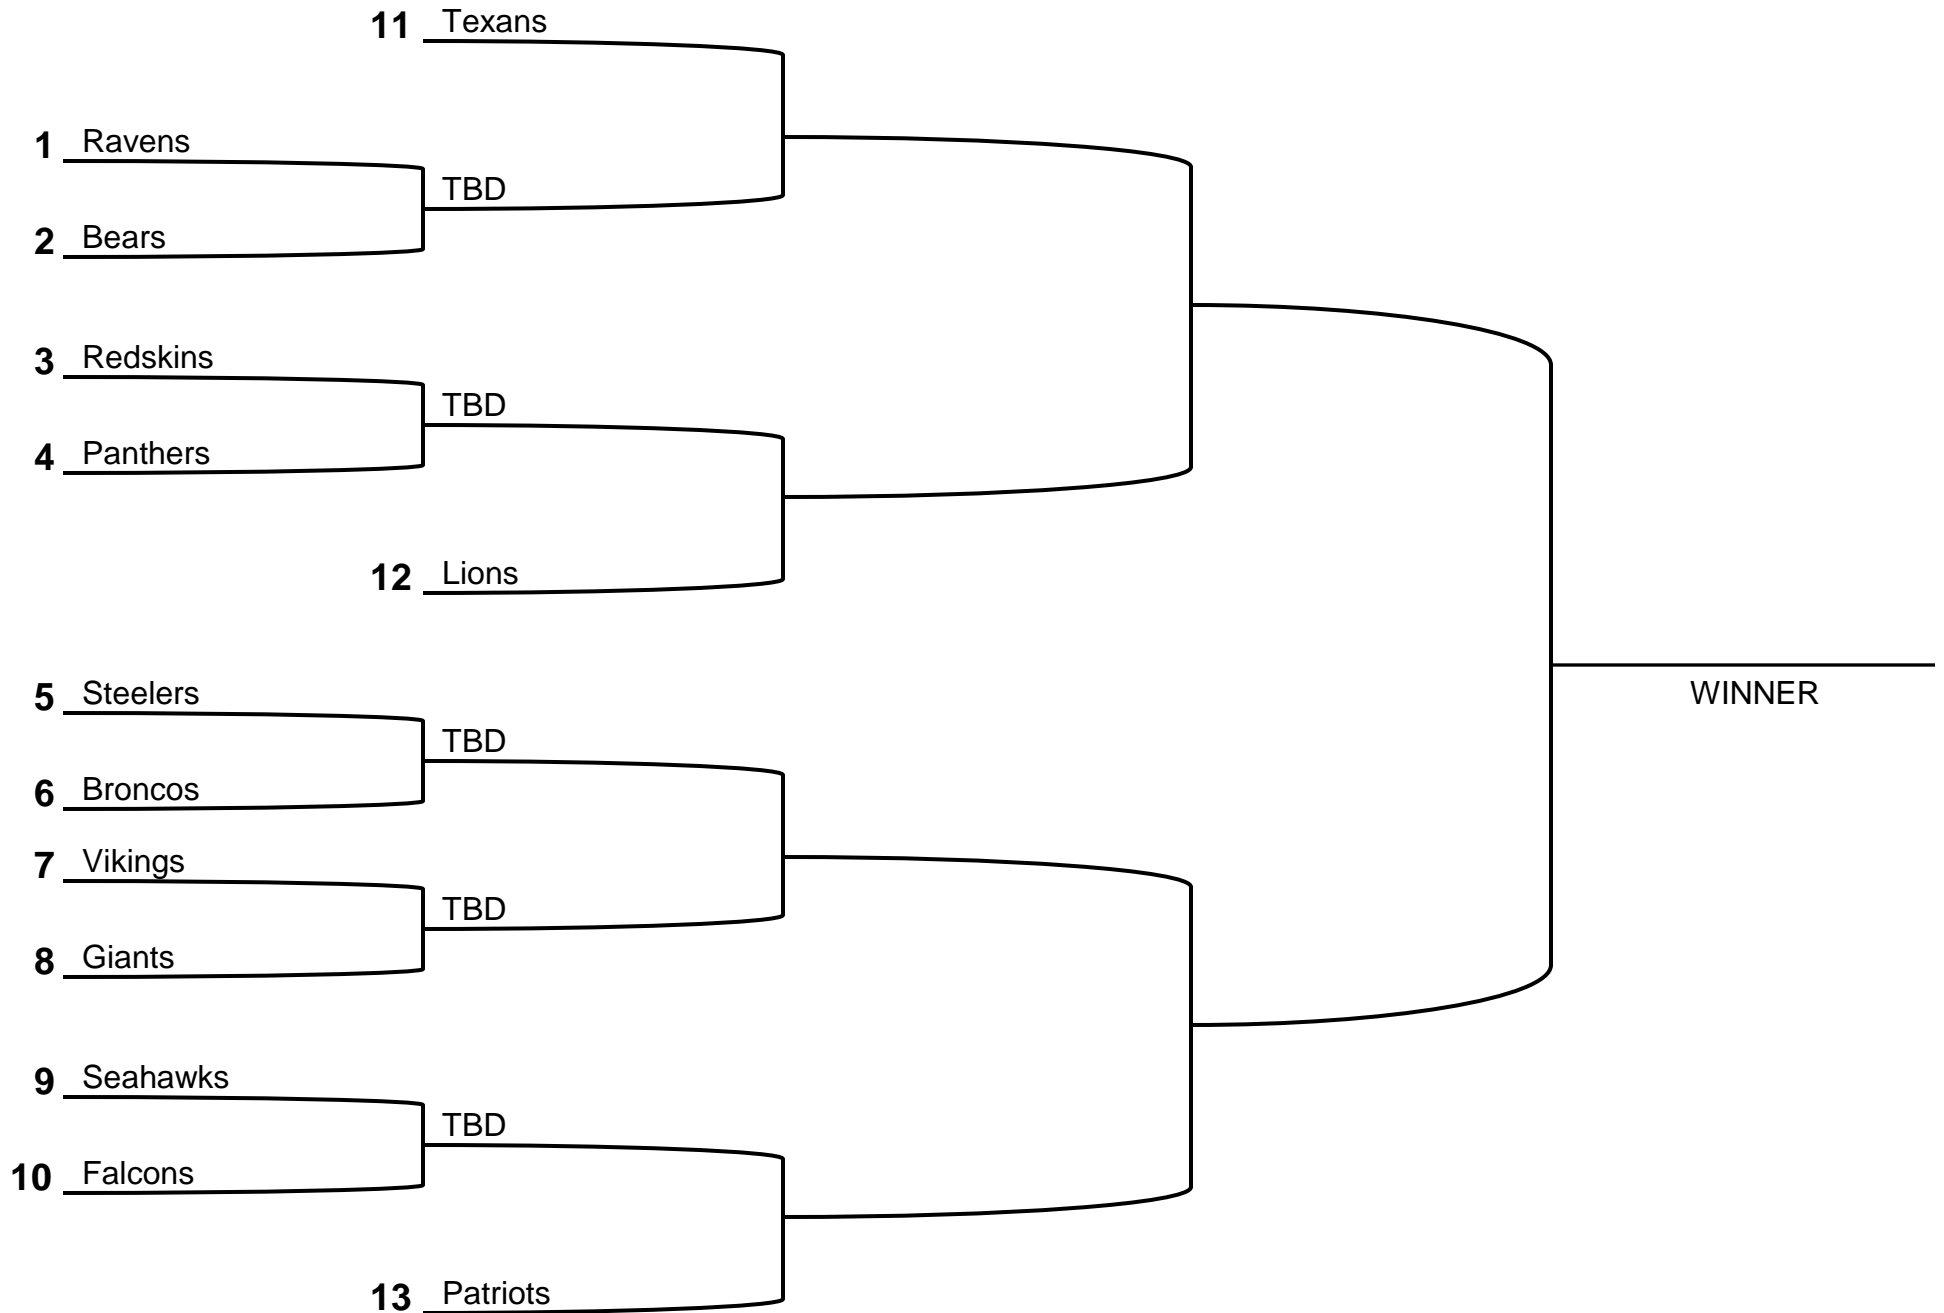 11 Texans
1 Ravens
TBD
2 Bears
3 Redskins
TBD
4 Panthers
12 Lions
5 Steelers
WINNER
TBD
6 Broncos
7 Vikings
TBD
8 Giants
9 Seahawks
TBD
10 Falcons
13 Patriots